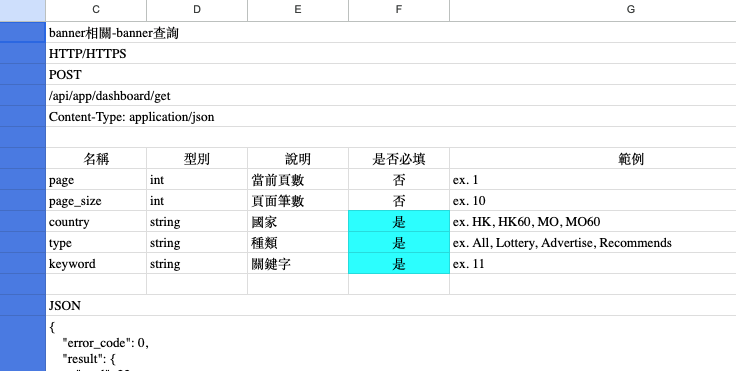 C D E F G
banner相關-banner查詢
HTTP/HTTPS
POST
/api/app/dashboard/get
Content-Type: application/json
名稱 型別 說明 是否必填 範例
page int 當前頁數 否 ex. 1
page_size int 頁面筆數 否 ex. 10
country string 國家 是 ex. HK, HK60, MO, MO60
type string 種類 是 ex. All, Lottery, Advertise, Recommends
keyword string 關鍵字 是 ex. 11
JSON
{
"error_code": 0,
"result": {